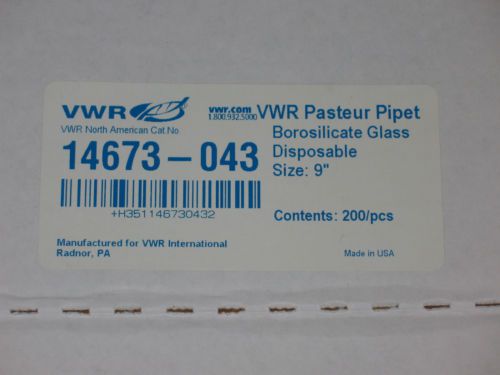 VWR
vwr.com
1.800.932.5000
VWR Pasteur Pipet
VWR North American Cat.No
Borosilicate Glass
14673-043
Disposable
Size: 9"
+H351146730432
Contents: 200/pcs
Manufactured for VWR International
Radnor, PA
Made in USA